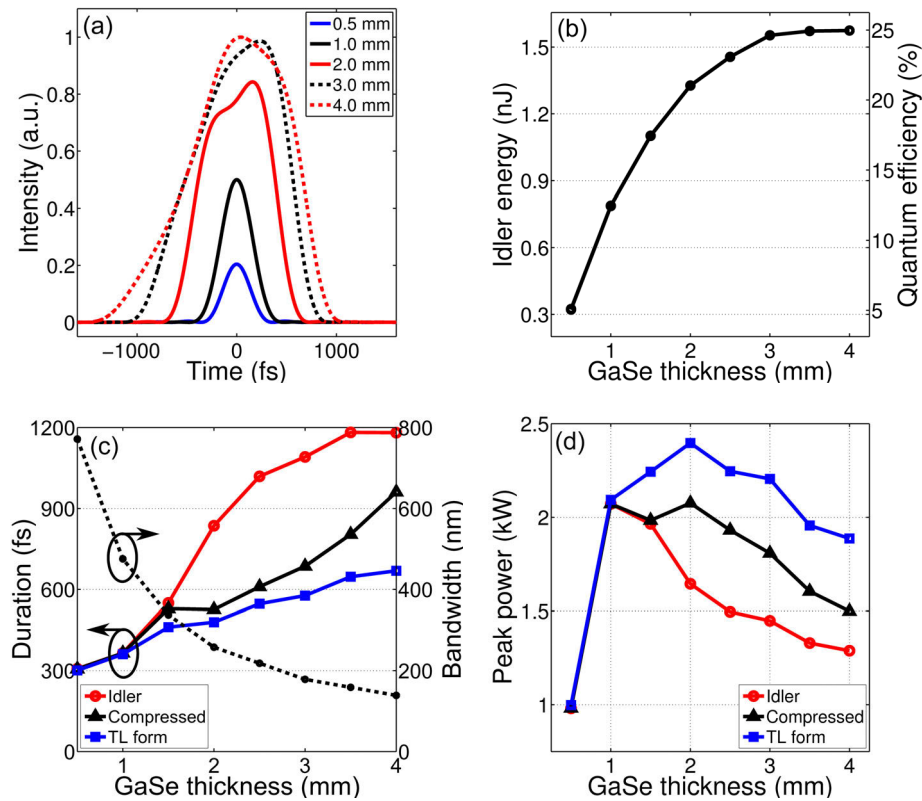 (a)
0.5 mm
1.0 mm
2.0 mm
3.0 mm
4.0 mm
1
0.8
0.6
0.4
0.2
0
Intensity (a.u.)
−1000 0 1000
Time (fs)
(b)
1.5
1.2
0.9
0.6
0.3
Idler energy (nJ)
25
20
15
10
5
Quantum efficiency (%)
1 2 3 4
GaSe thickness (mm)
(c)
1200
900
600
300
0
Duration (fs)
800
600
400
200
0
Bandwidth (nm)
Idler
Compressed
TL form
1 2 3 4
GaSe thickness (mm)
(d)
2.5
2
1.5
1
Peak power (kW)
Idler
Compressed
TL form
1 2 3 4
GaSe thickness (mm)